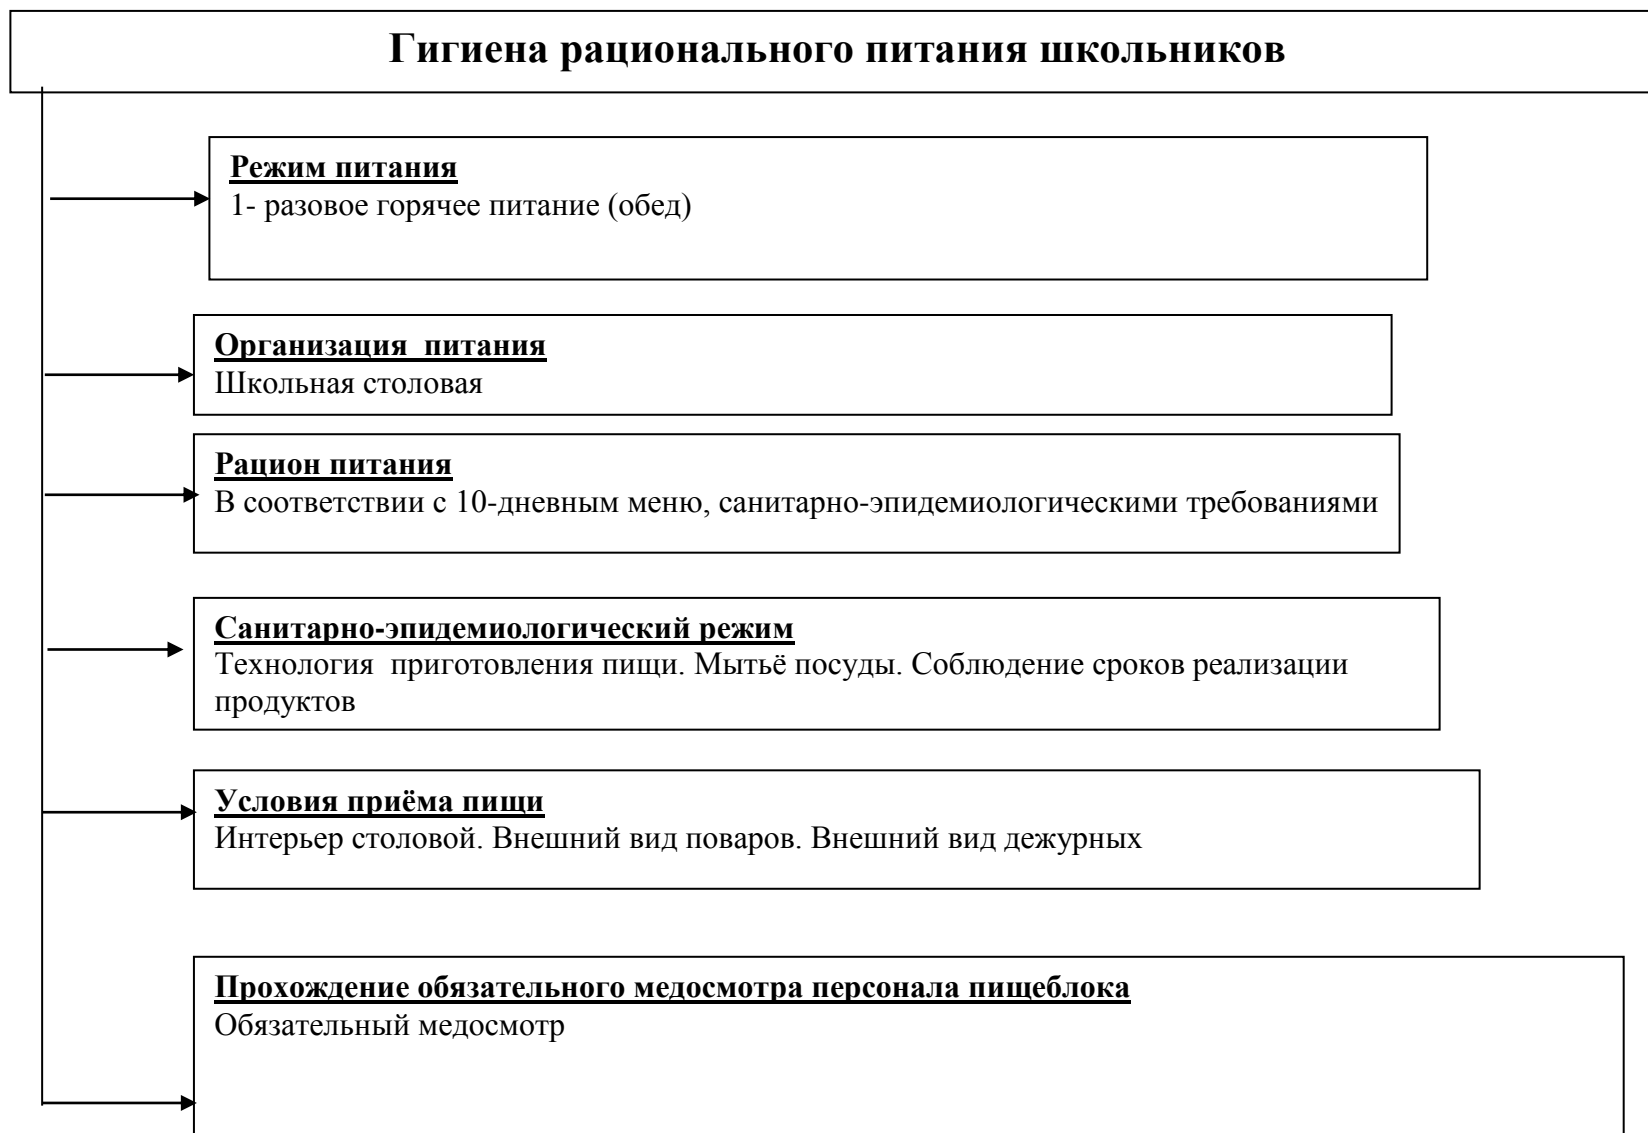 Гигиена рационального питания школьников
Режим питания
1- разовое горячее питание (обед)
Организация  питания
Школьная столовая
Рацион питания
В соответствии с 10-дневным меню, санитарно-эпидемиологическими требованиями
Санитарно-эпидемиологический режим
Технология  приготовления пищи. Мытьё посуды. Соблюдение сроков реализации
продуктов
Условия приёма пищи
Интерьер столовой. Внешний вид поваров. Внешний вид дежурных
Прохождение обязательного медосмотра персонала пищеблока
Обязательный медосмотр